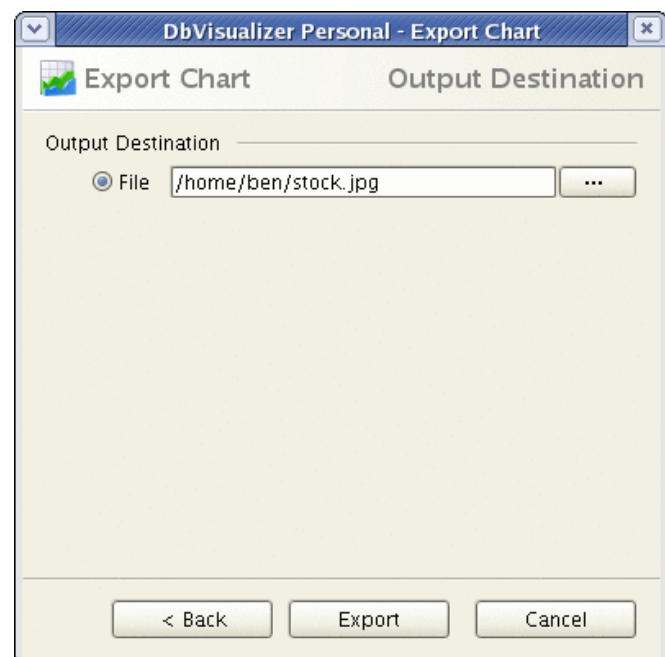 DbVisualizer Personal - Export Chart
Export Chart Output Destination
Output Destination
File /home/ben/stock.jpg ...
< Back Export Cancel